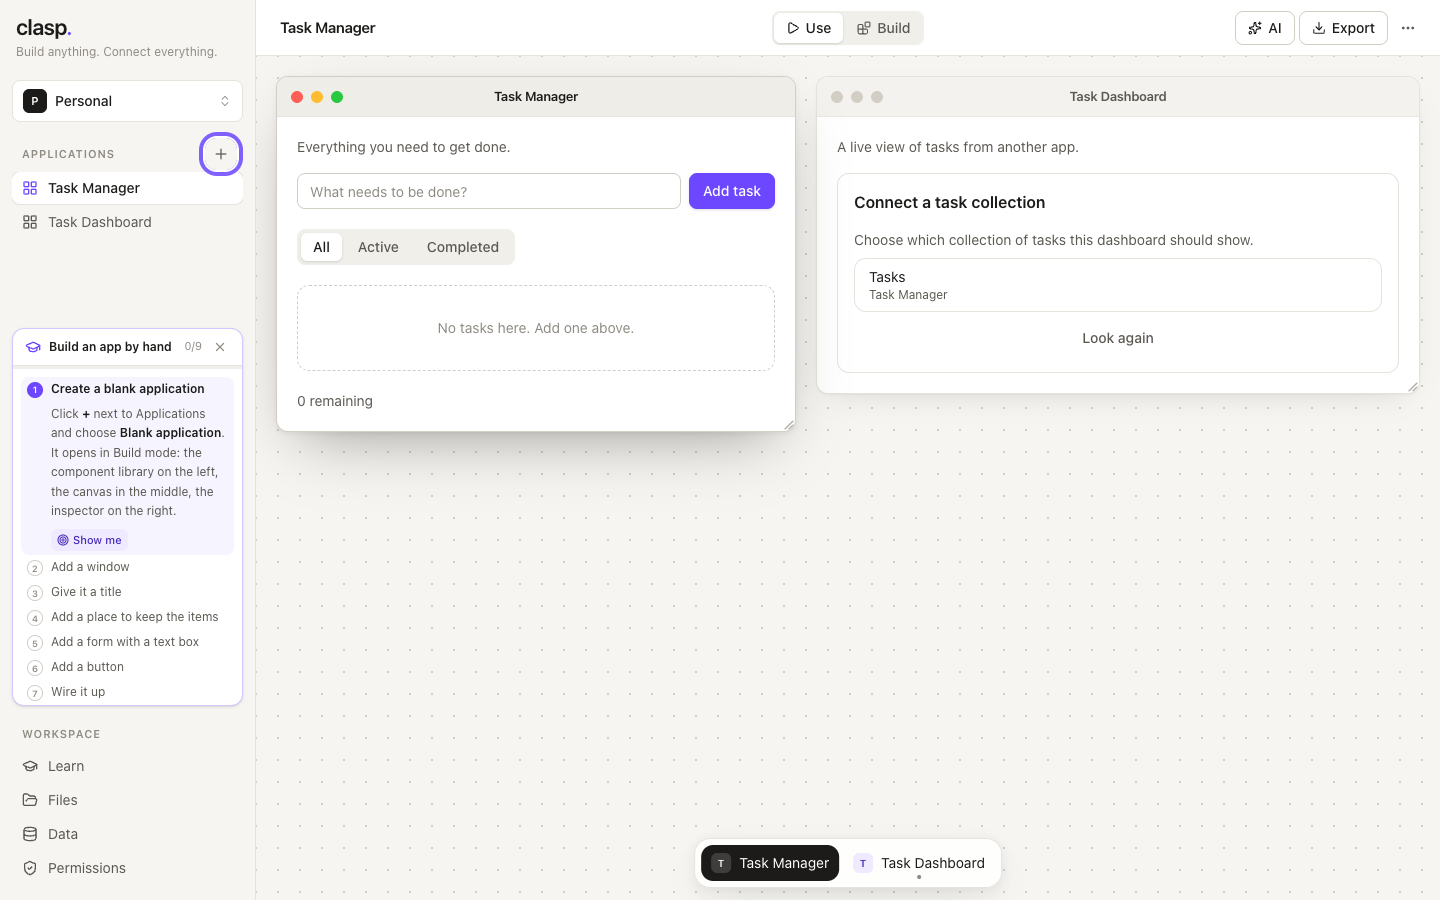 clasp.
Build anything. Connect everything.
P Personal
APPLICATIONS
Task Manager
Task Dashboard
Build an app by hand 0/9
1 Create a blank application
Click + next to Applications
and choose Blank application.
It opens in Build mode: the
component library on the left,
the canvas in the middle, the
inspector on the right.
Show me
2 Add a window
3 Give it a title
4 Add a place to keep the items
5 Add a form with a text box
6 Add a button
7 Wire it up
WORKSPACE
Learn
Files
Data
Permissions
Task Manager
Use Build
AI Export
Task Manager
Everything you need to get done.
What needs to be done? Add task
All Active Completed
No tasks here. Add one above.
0 remaining
Task Dashboard
A live view of tasks from another app.
Connect a task collection
Choose which collection of tasks this dashboard should show.
Tasks
Task Manager
Look again
T Task Manager T Task Dashboard